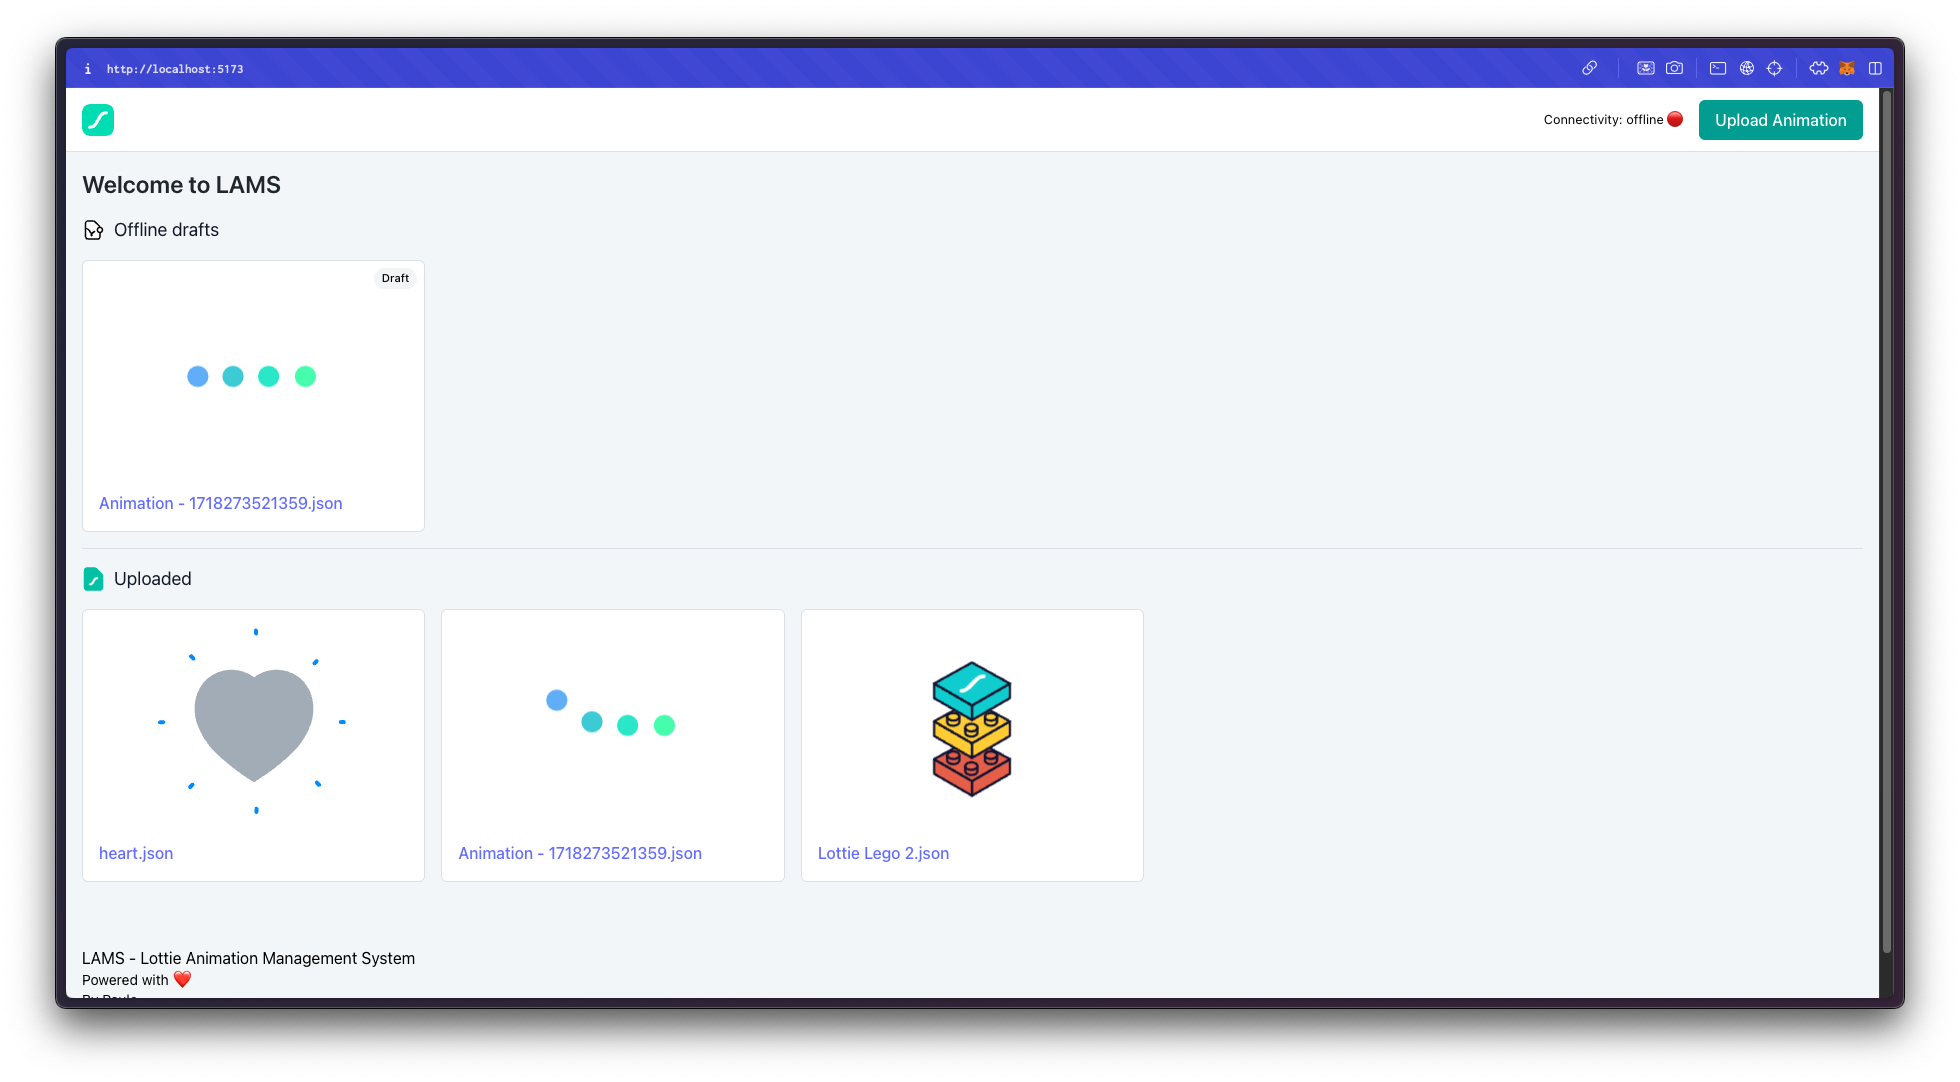 i http://localhost:5173
Connectivity: offline
Upload Animation
Welcome to LAMS
Offline drafts
Draft
Animation - 1718273521359.json
Uploaded
heart.json
Animation - 1718273521359.json
Lottie Lego 2.json
LAMS - Lottie Animation Management System
Powered with ❤️